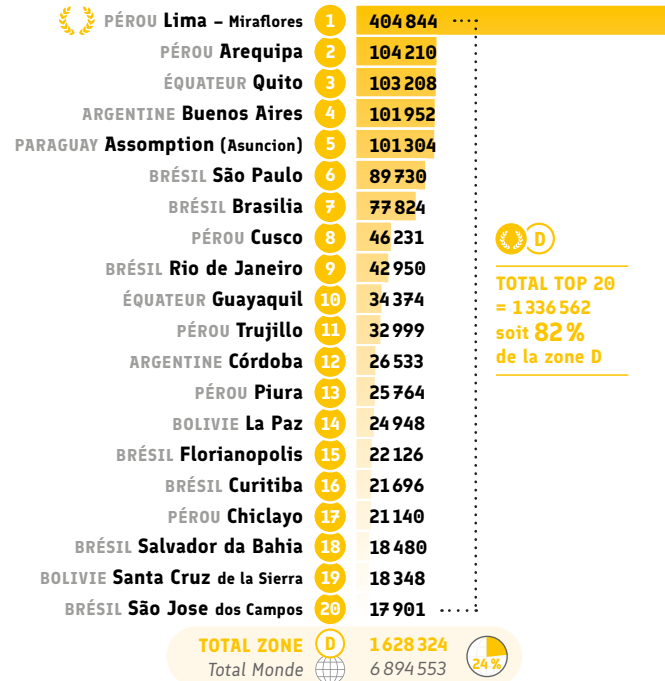 PÉROU Lima – Miraflores 1 404 844
PÉROU Arequipa 2 104 210
ÉQUATEUR Quito 3 103 208
ARGENTINE Buenos Aires 4 101 952
PARAGUAY Assomption (Asuncion) 5 101 304
BRÉSIL São Paulo 6 89 730
BRÉSIL Brasilia 7 77 824
PÉROU Cusco 8 46 231
BRÉSIL Rio de Janeiro 9 42 950
ÉQUATEUR Guayaquil 10 34 374
PÉROU Trujillo 11 32 999
ARGENTINE Córdoba 12 26 533
PÉROU Piura 13 25 764
BOLIVIE La Paz 14 24 948
BRÉSIL Florianopolis 15 22 126
BRÉSIL Curitiba 16 21 696
PÉROU Chiclayo 17 21 140
BRÉSIL Salvador da Bahia 18 18 480
BOLIVIE Santa Cruz de la Sierra 19 18 348
BRÉSIL São Jose dos Campos 20 17 901
D
TOTAL TOP 20
= 1 336 562
soit 82 %
de la zone D
TOTAL ZONE D 1 628 324
Total Monde 6 894 553
24 %